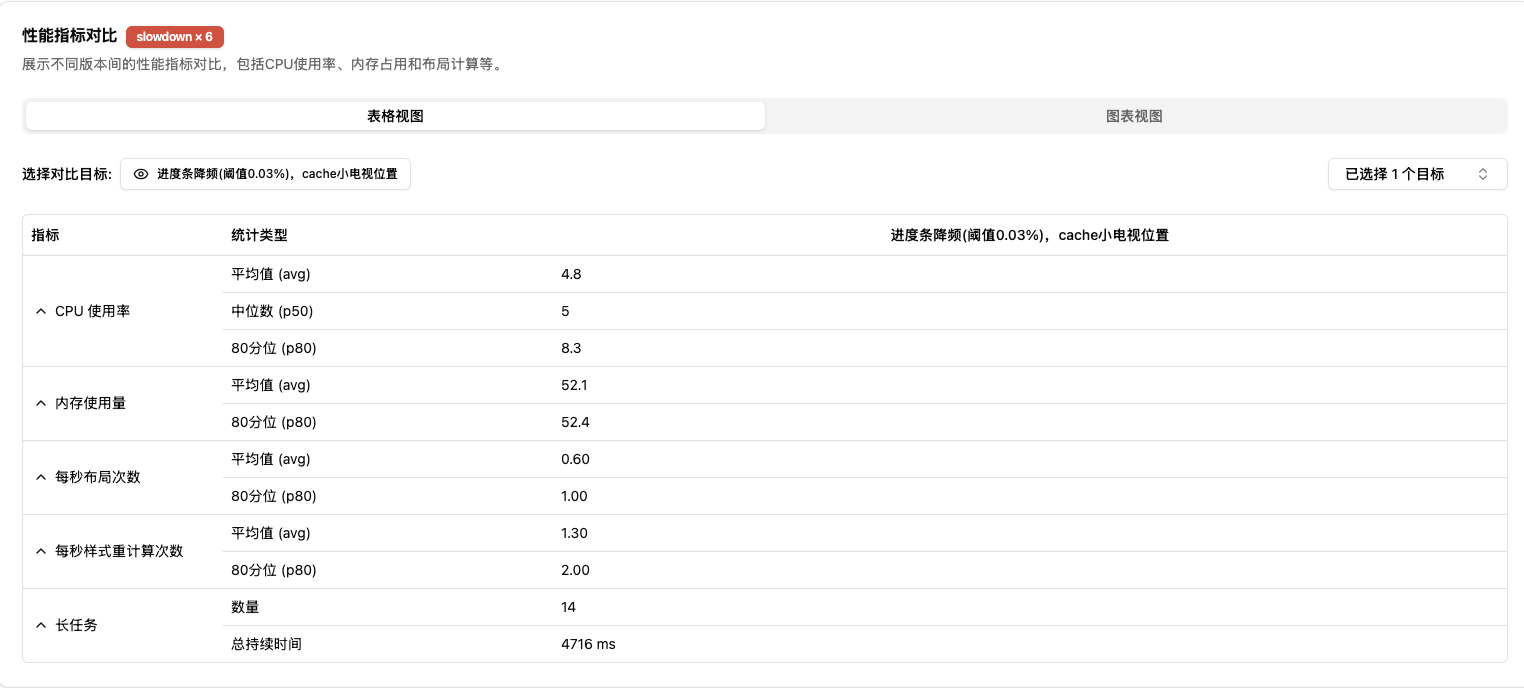 性能指标对比 slowdown × 6
展示不同版本间的性能指标对比，包括CPU使用率、内存占用和布局计算等。
表格视图 图表视图
选择对比目标: 进度条降频(阈值0.03%)，cache小电视位置 已选择 1 个目标
指标 统计类型 进度条降频(阈值0.03%)，cache小电视位置
CPU 使用率
平均值 (avg) 4.8
中位数 (p50) 5
80分位 (p80) 8.3
内存使用量
平均值 (avg) 52.1
80分位 (p80) 52.4
每秒布局次数
平均值 (avg) 0.60
80分位 (p80) 1.00
每秒样式重计算次数
平均值 (avg) 1.30
80分位 (p80) 2.00
长任务
数量 14
总持续时间 4716 ms